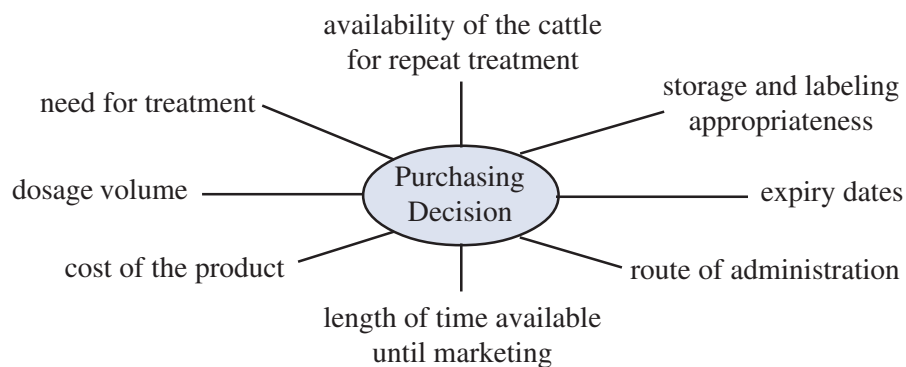 availability of the cattle
for repeat treatment
need for treatment
storage and labeling
appropriateness
dosage volume
Purchasing
Decision
expiry dates
cost of the product
route of administration
length of time available
until marketing